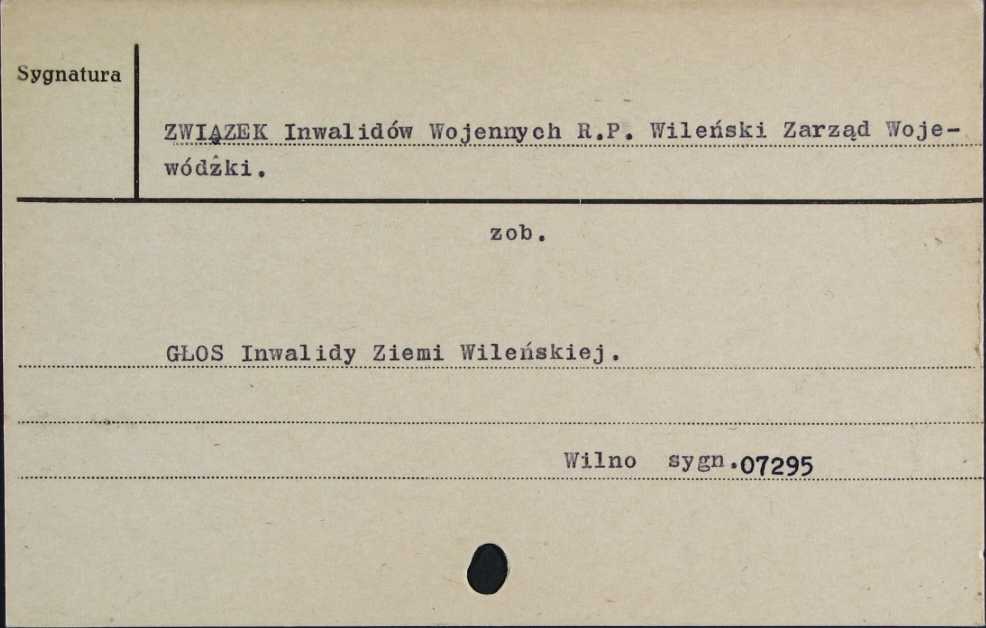 Sygnatura
ZWIĄZEK Inwalidów Wojennych R.P. Wileński Zarząd Woje-
wódzki.
zob.
GŁOS Inwalidy Ziemi Wileńskiej.
Wilno sygn.07295